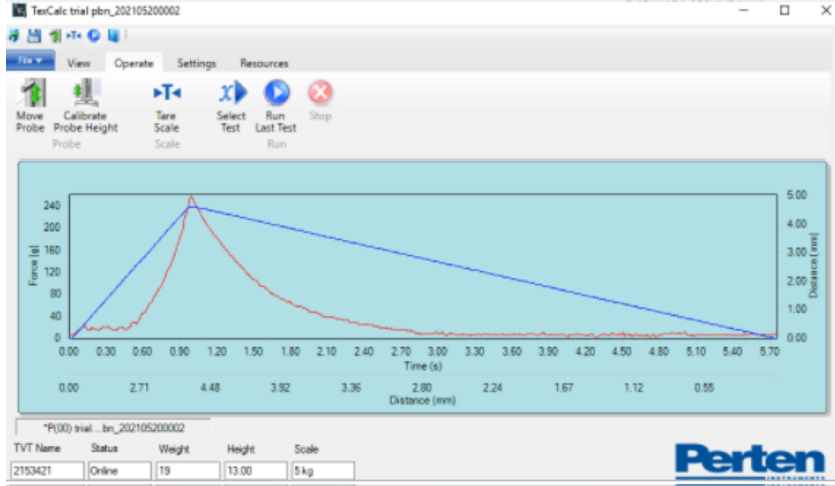 TexCalc trial pbn_202105200002
File View Operate Settings Resources
Move Probe Calibrate Probe Height Tare Scale Select Test Run Last Test Stop
Probe Scale Run
240 5.00
200 4.00
160 3.00
120 2.00
80 1.00
40 0.00
0
Force [g]
Distance [mm]
0.00 0.30 0.60 0.90 1.20 1.50 1.80 2.10 2.40 2.70 3.00 3.30 3.60 3.90 4.20 4.50 4.80 5.10 5.40 5.70
Time (s)
0.00 2.71 4.48 3.92 3.36 2.80 2.24 1.67 1.12 0.55
Distance (mm)
*P(00) trial....bn_202105200002
TVT Name Status Weight Height Scale
2153421 Online 19 13.00 5 kg
Perten